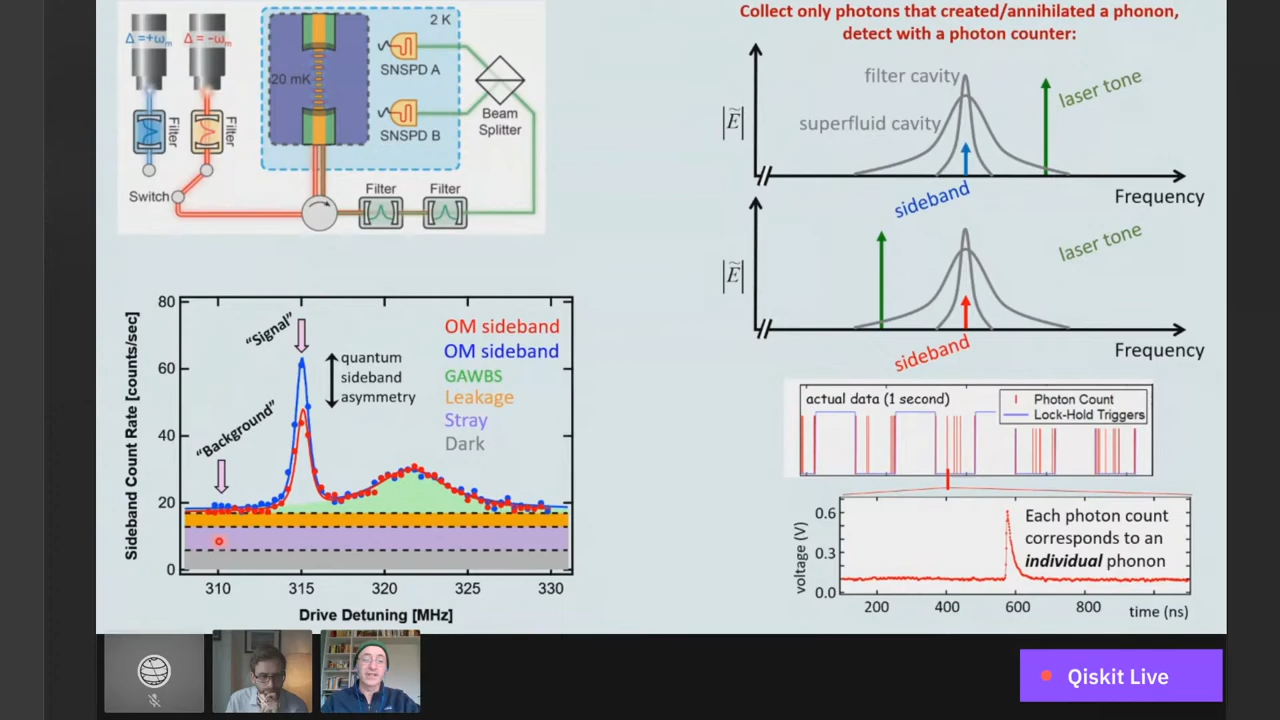 Δ =+ωm
Δ = -ωm
2 K
20 mK
SNSPD A
SNSPD B
Beam
Splitter
Filter
Filter
Switch
Filter
Filter
Collect only photons that created/annihilated a phonon,
detect with a photon counter:
filter cavity
superfluid cavity
laser tone
|Ẽ|
sideband
Frequency
laser tone
|Ẽ|
sideband
Frequency
Sideband Count Rate [counts/sec]
80
60
40
20
0
"Signal"
"Background"
quantum
sideband
asymmetry
OM sideband
OM sideband
GAWBS
Leakage
Stray
Dark
310
315
320
325
330
Drive Detuning [MHz]
actual data (1 second)
Photon Count
Lock-Hold Triggers
voltage (V)
0.6
0.3
0.0
Each photon count
corresponds to an
individual phonon
200
400
600
800
time (ns)
Qiskit Live